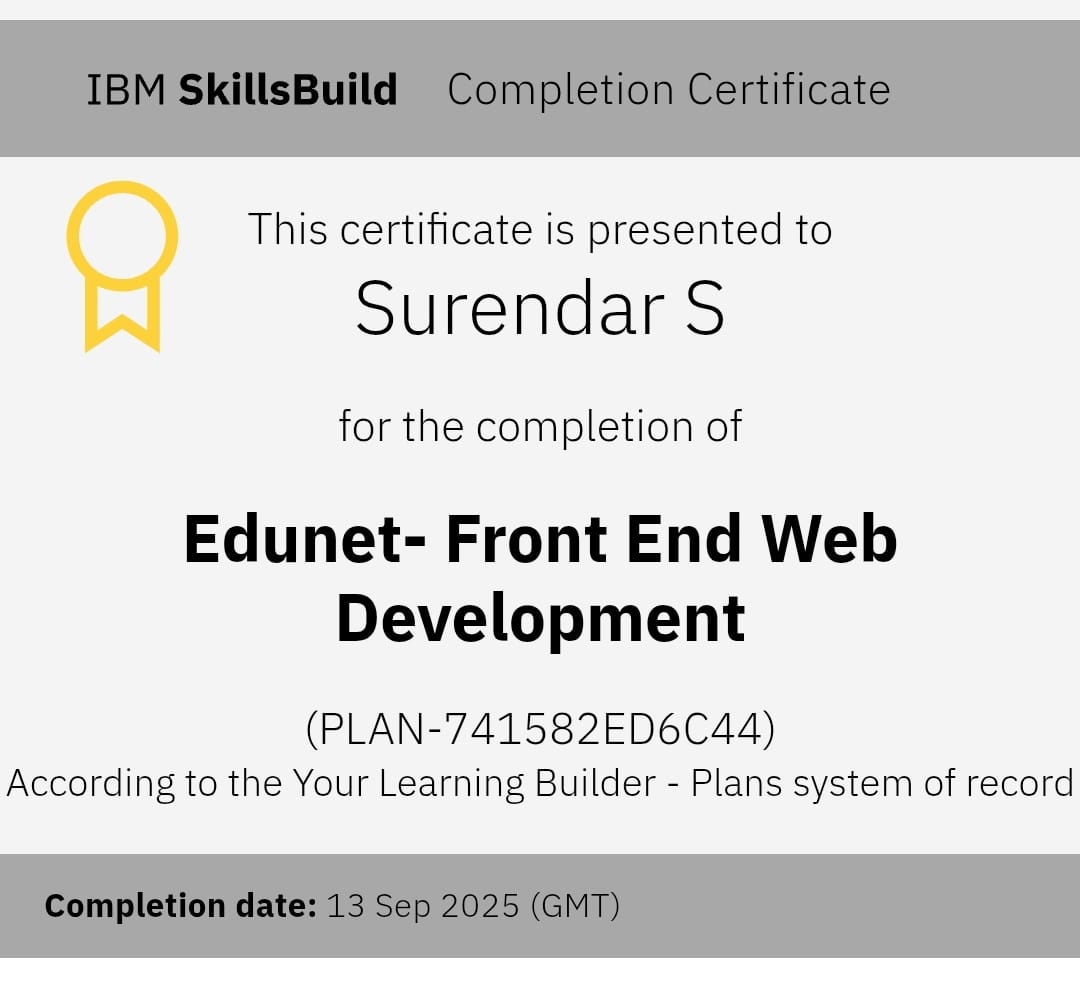 IBM SkillsBuild Completion Certificate
This certificate is presented to
Surendar S
for the completion of
Edunet- Front End Web
Development
(PLAN-741582ED6C44)
According to the Your Learning Builder - Plans system of record
Completion date: 13 Sep 2025 (GMT)